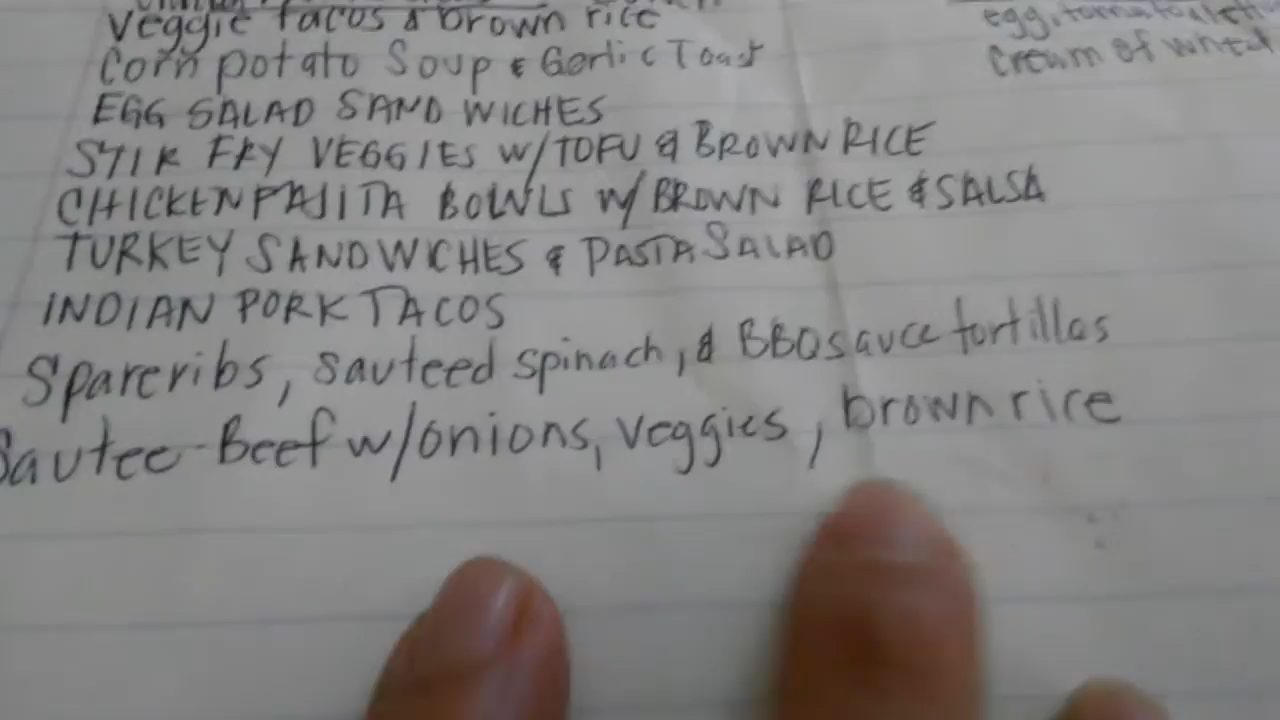 Veggie tacos & brown rice
Corn potato Soup & Garlic Toast
EGG SALAD SANDWICHES
STIR FRY VEGGIES W/TOFU & BROWN RICE
CHICKEN FAJITA BOWLS W/ BROWN RICE & SALSA
TURKEY SANDWICHES & PASTA SALAD
INDIAN PORK TACOS
Spareribs, sauteed spinach, & BBQ sauce tortillas
Sautee Beef w/onions, veggies, brown rice
egg, tomato
Cream of wheat